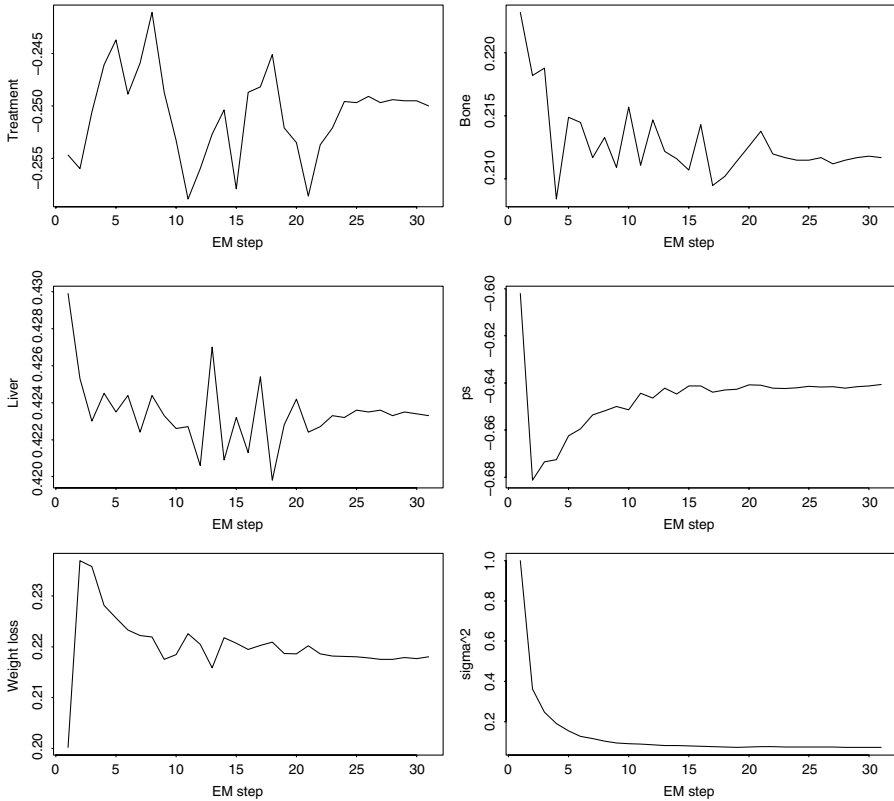 Treatment
−0.245
−0.250
−0.255
0 5 10 15 20 25 30
EM step
Bone
0.220
0.215
0.210
0 5 10 15 20 25 30
EM step
Liver
0.430
0.428
0.426
0.424
0.422
0.420
0 5 10 15 20 25 30
EM step
ps
−0.60
−0.62
−0.64
−0.66
−0.68
0 5 10 15 20 25 30
EM step
Weight loss
0.23
0.22
0.21
0.20
0 5 10 15 20 25 30
EM step
sigma^2
1.0
0.8
0.6
0.4
0.2
0 5 10 15 20 25 30
EM step